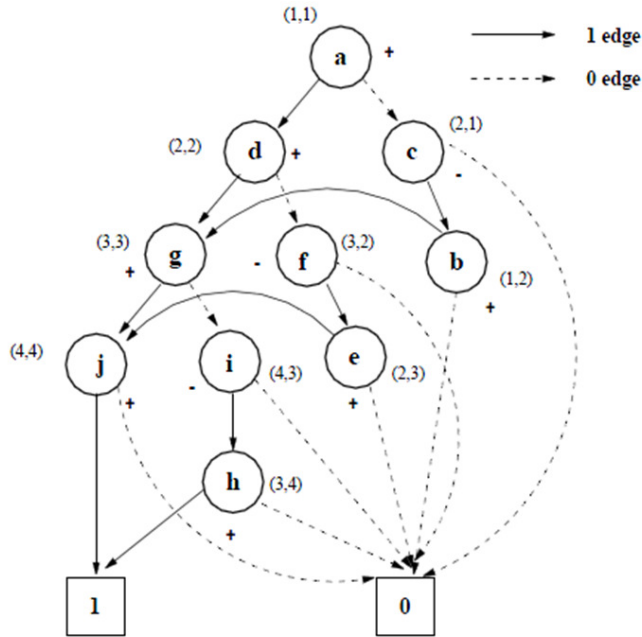 (1,1)
a +
1 edge
0 edge
(2,2) d +
(2,1) c -
(3,3) g +
(3,2) f -
b (1,2) +
(4,4) j +
i (4,3) -
e (2,3) +
h (3,4) +
1
0